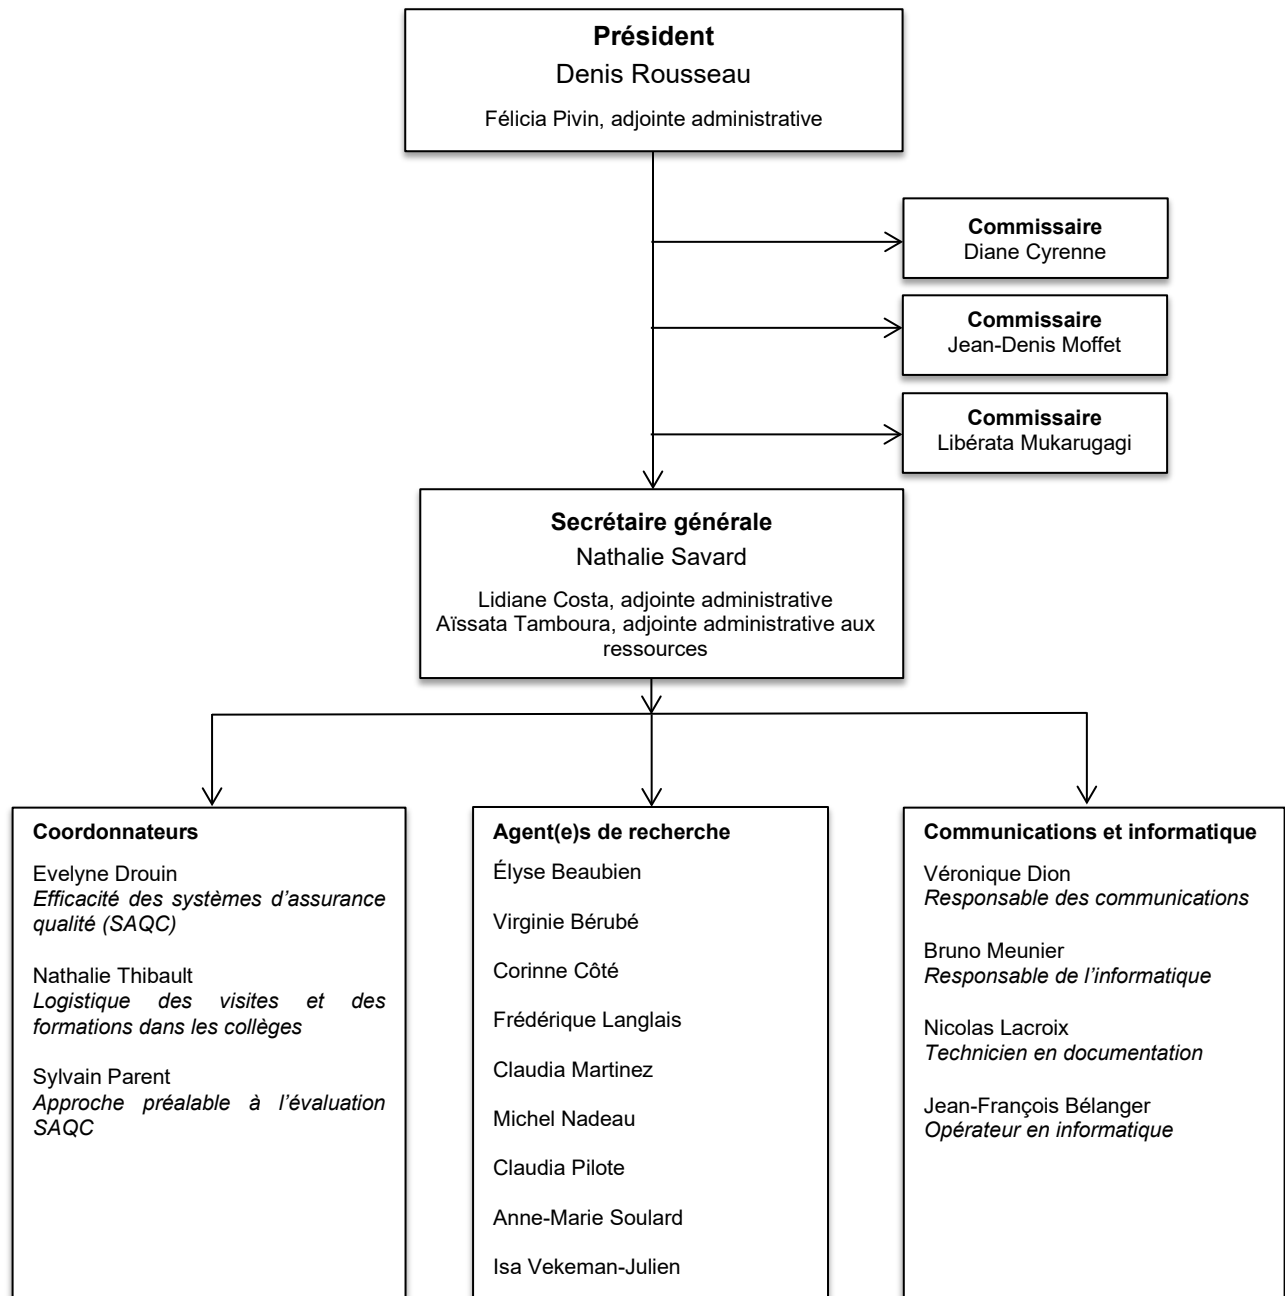 Président
Denis Rousseau
Félicia Pivin, adjointe administrative
Commissaire
Diane Cyrenne
Commissaire
Jean-Denis Moffet
Commissaire
Libérata Mukarugagi
Secrétaire générale
Nathalie Savard
Lidiane Costa, adjointe administrative
Aïssata Tamboura, adjointe administrative aux
ressources
Coordonnateurs
Evelyne Drouin
Efficacité des systèmes d’assurance
qualité (SAQC)
Nathalie Thibault
Logistique des visites et des
formations dans les collèges
Sylvain Parent
Approche préalable à l’évaluation
SAQC
Agent(e)s de recherche
Élyse Beaubien
Virginie Bérubé
Corinne Côté
Frédérique Langlais
Claudia Martinez
Michel Nadeau
Claudia Pilote
Anne-Marie Soulard
Isa Vekeman-Julien
Communications et informatique
Véronique Dion
Responsable des communications
Bruno Meunier
Responsable de l’informatique
Nicolas Lacroix
Technicien en documentation
Jean-François Bélanger
Opérateur en informatique